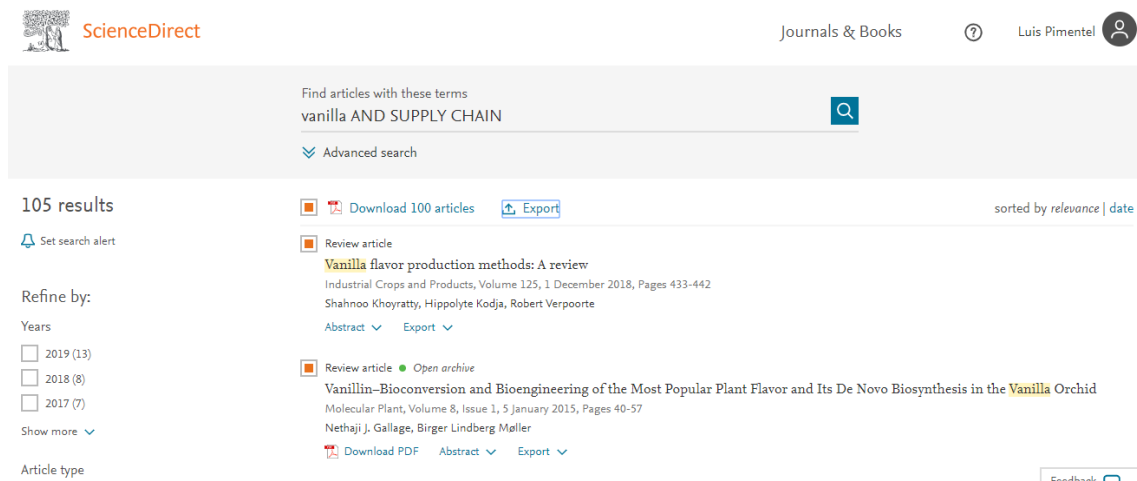 ScienceDirect
Journals & Books
?
Luis Pimentel
Find articles with these terms
vanilla AND SUPPLY CHAIN
Advanced search
105 results
Set search alert
Refine by:
Years
2019 (13)
2018 (8)
2017 (7)
Show more
Article type
Download 100 articles
Export
sorted by relevance | date
Review article
Vanilla flavor production methods: A review
Industrial Crops and Products, Volume 125, 1 December 2018, Pages 433-442
Shahnoo Khoyratty, Hippolyte Kodja, Robert Verpoorte
Abstract Export
Review article Open archive
Vanillin–Bioconversion and Bioengineering of the Most Popular Plant Flavor and Its De Novo Biosynthesis in the Vanilla Orchid
Molecular Plant, Volume 8, Issue 1, 5 January 2015, Pages 40-57
Nethaji J. Gallage, Birger Lindberg Møller
Download PDF Abstract Export
Feedback